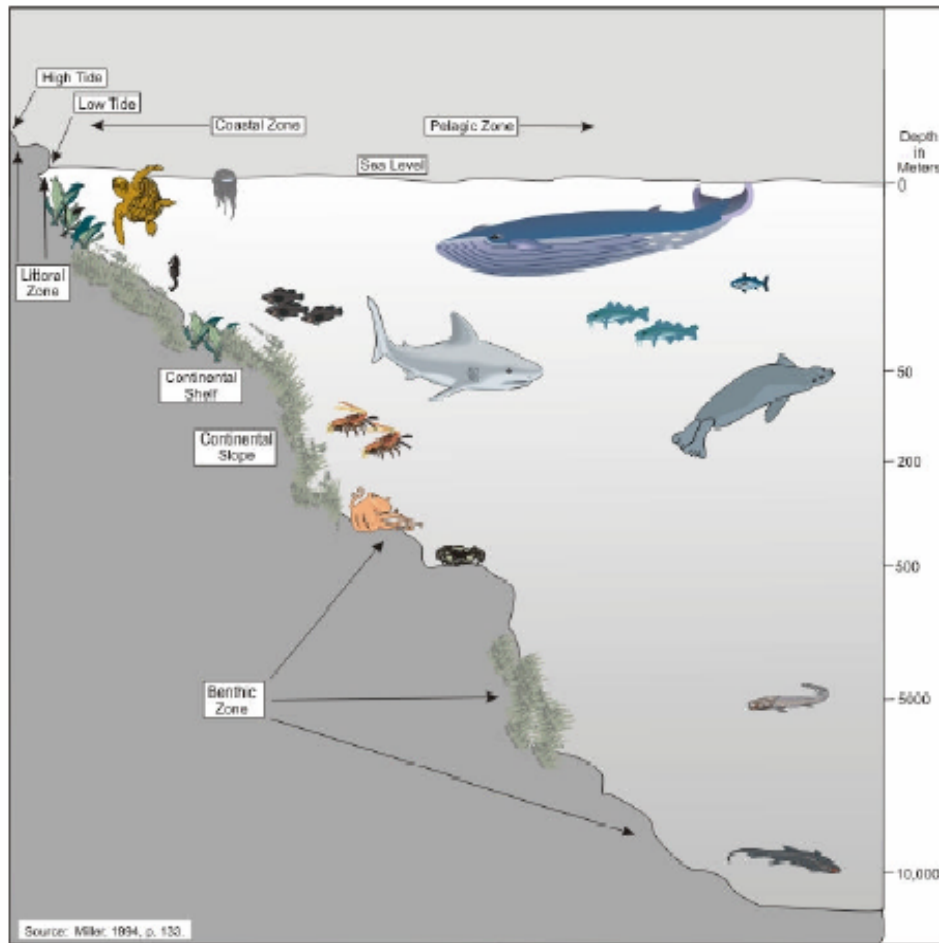 High Tide
Low Tide
Coastal Zone
Pelagic Zone
Sea Level
Depth
in
Meters
0
Littoral
Zone
50
Continental
Shelf
Continental
Slope
200
500
Benthic
Zone
5000
10,000
Source: Miller, 1994, p. 133.